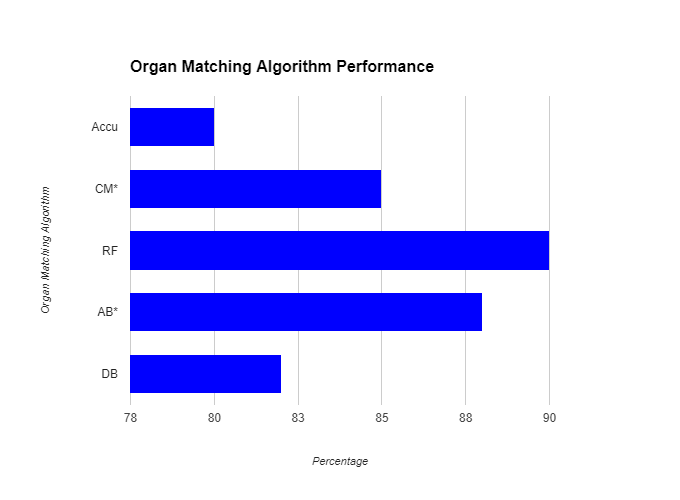 Organ Matching Algorithm Performance
Organ Matching Algorithm
Accu
CM*
RF
AB*
DB
78 80 83 85 88 90
Percentage